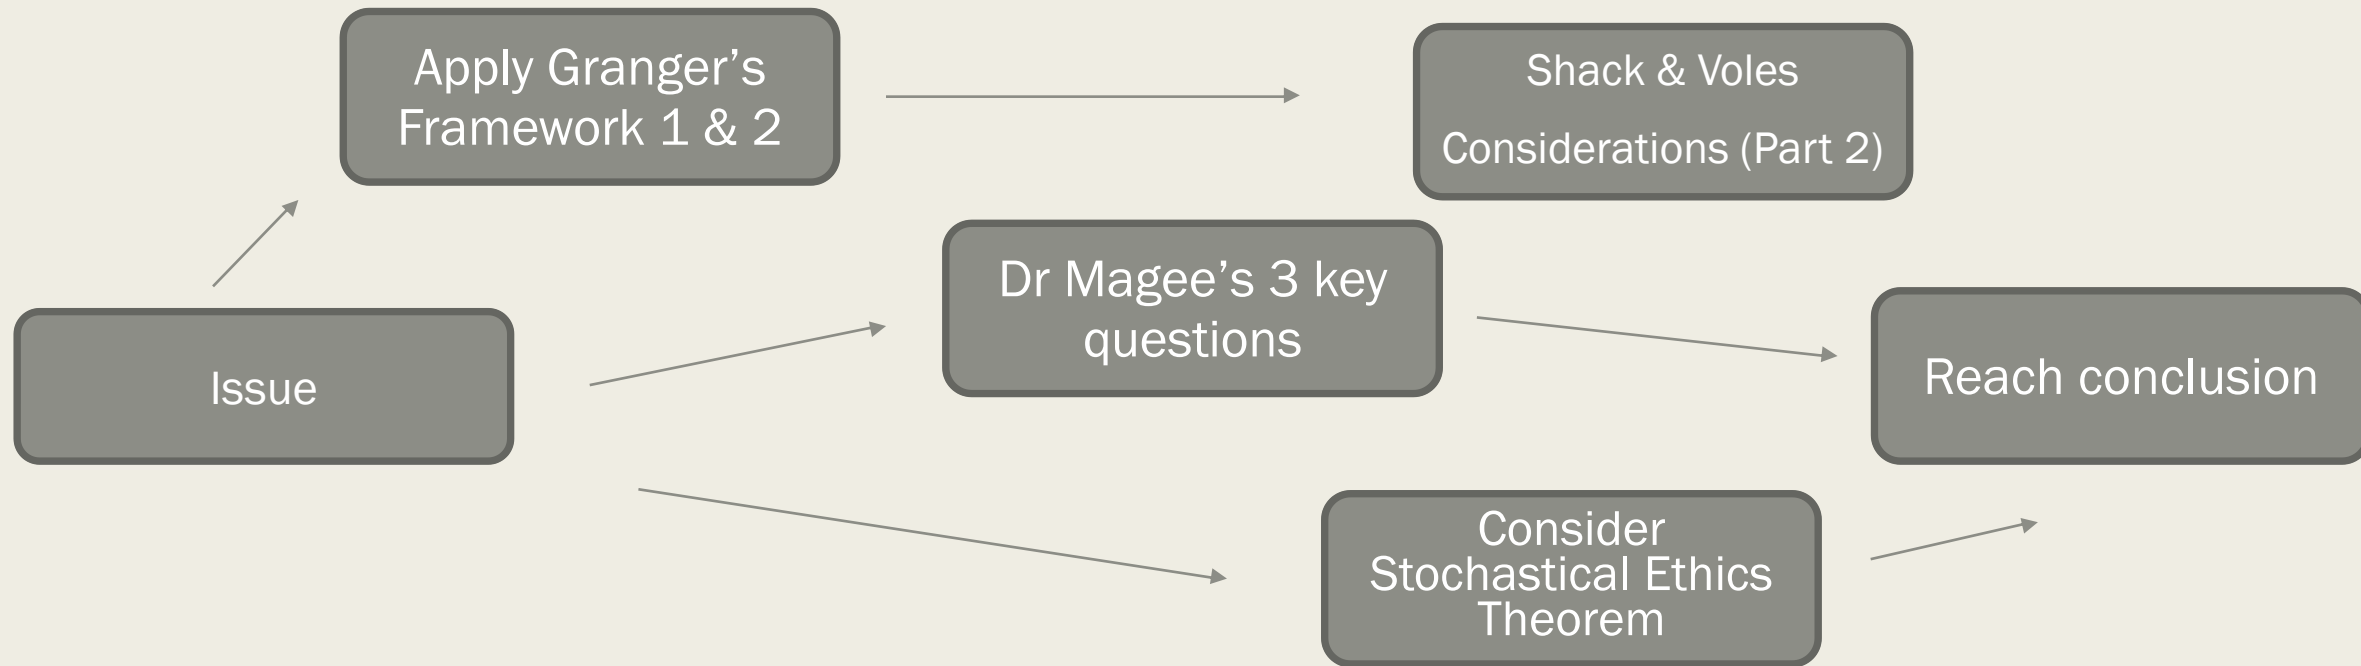 Apply Granger’s
Framework 1 & 2
Shack & Voles
Considerations (Part 2)
Dr Magee’s 3 key
questions
Issue
Reach conclusion
Consider
Stochastical Ethics
Theorem